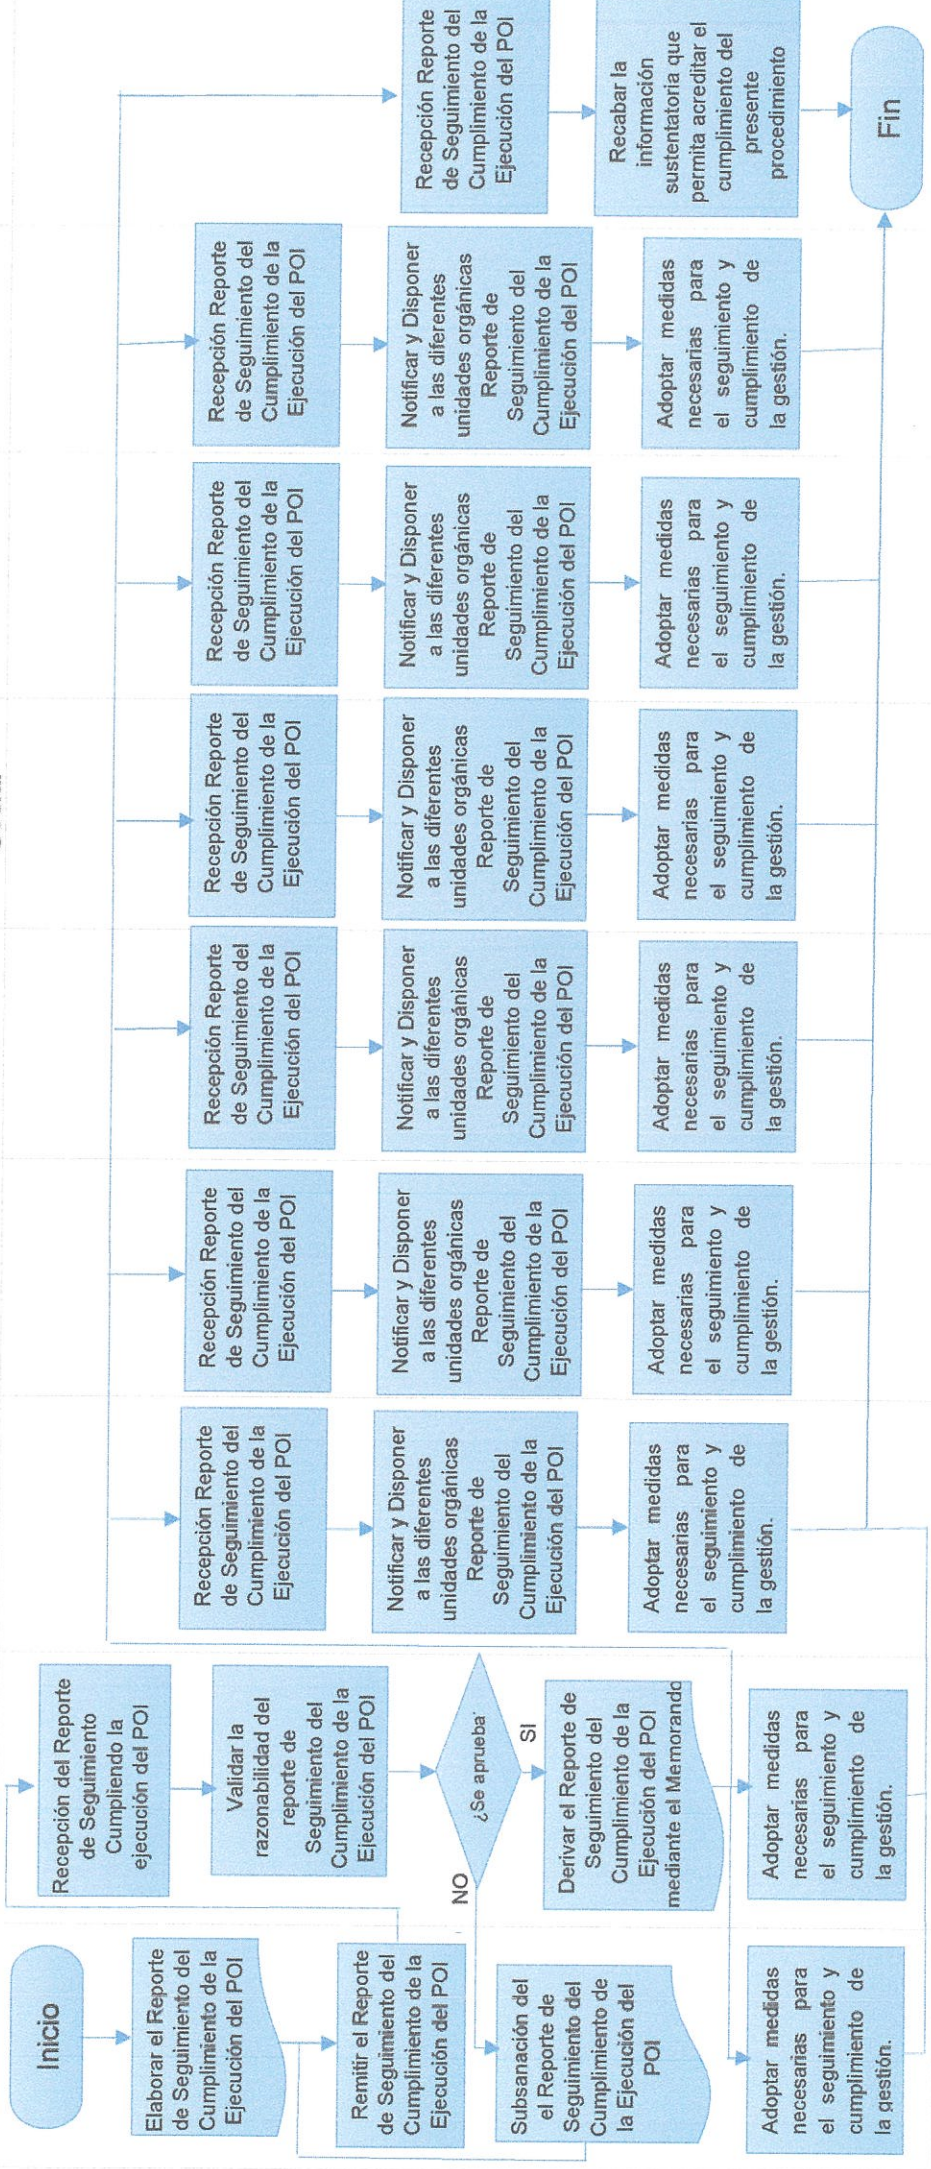 Inicio
Elaborar el Reporte
de Seguimiento del
Cumplimiento de la
Ejecución del POI
Remitir el Reporte
de Seguimiento del
Cumplimiento de la
Ejecución del POI
Subsanación del
el Reporte de
Seguimiento del
Cumplimiento de
la Ejecución del
POI
Adoptar medidas
necesarias para
el seguimiento y
cumplimiento de
la gestión.
Recepción del Reporte
de Seguimiento
Cumpliendo la
ejecución del POI
Validar la
razonabilidad del
reporte de
Seguimiento del
Cumplimiento de la
Ejecución del POI
¿Se aprueba
NO
SI
Derivar el Reporte de
Seguimiento del
Cumplimiento de la
Ejecución del POI
mediante el Memorando
Adoptar medidas
necesarias para
el seguimiento y
cumplimiento de
la gestión.
Recepción Reporte
de Seguimiento del
Cumplimiento de la
Ejecución del POI
Notificar y Disponer
a las diferentes
unidades orgánicas
Reporte de
Seguimiento del
Cumplimiento de la
Ejecución del POI
Adoptar medidas
necesarias para
el seguimiento y
cumplimiento de
la gestión.
Recepción Reporte
de Seguimiento del
Cumplimiento de la
Ejecución del POI
Notificar y Disponer
a las diferentes
unidades orgánicas
Reporte de
Seguimiento del
Cumplimiento de la
Ejecución del POI
Adoptar medidas
necesarias para
el seguimiento y
cumplimiento de
la gestión.
Recepción Reporte
de Seguimiento del
Cumplimiento de la
Ejecución del POI
Notificar y Disponer
a las diferentes
unidades orgánicas
Reporte de
Seguimiento del
Cumplimiento de la
Ejecución del POI
Adoptar medidas
necesarias para
el seguimiento y
cumplimiento de
la gestión.
Recepción Reporte
de Seguimiento del
Cumplimiento de la
Ejecución del POI
Notificar y Disponer
a las diferentes
unidades orgánicas
Reporte de
Seguimiento del
Cumplimiento de la
Ejecución del POI
Adoptar medidas
necesarias para
el seguimiento y
cumplimiento de
la gestión.
Recepción Reporte
de Seguimiento del
Cumplimiento de la
Ejecución del POI
Notificar y Disponer
a las diferentes
unidades orgánicas
Reporte de
Seguimiento del
Cumplimiento de la
Ejecución del POI
Adoptar medidas
necesarias para
el seguimiento y
cumplimiento de
la gestión.
Recepción Reporte
de Seguimiento del
Cumplimiento de la
Ejecución del POI
Notificar y Disponer
a las diferentes
unidades orgánicas
Reporte de
Seguimiento del
Cumplimiento de la
Ejecución del POI
Adoptar medidas
necesarias para
el seguimiento y
cumplimiento de
la gestión.
Recepción Reporte
de Seguimiento del
Cumplimiento de la
Ejecución del POI
Recabar la
información
sustentatoria que
permita acreditar el
cumplimiento del
presente
procedimiento
Fin